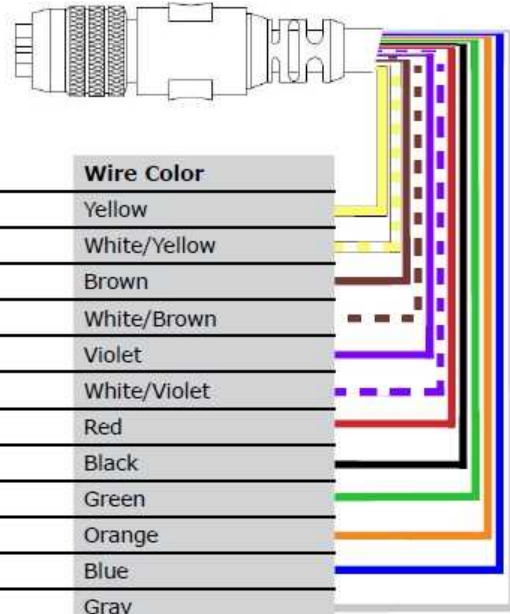 Wire Color
Yellow
White/Yellow
Brown
White/Brown
Violet
White/Violet
Red
Black
Green
Orange
Blue
Gray